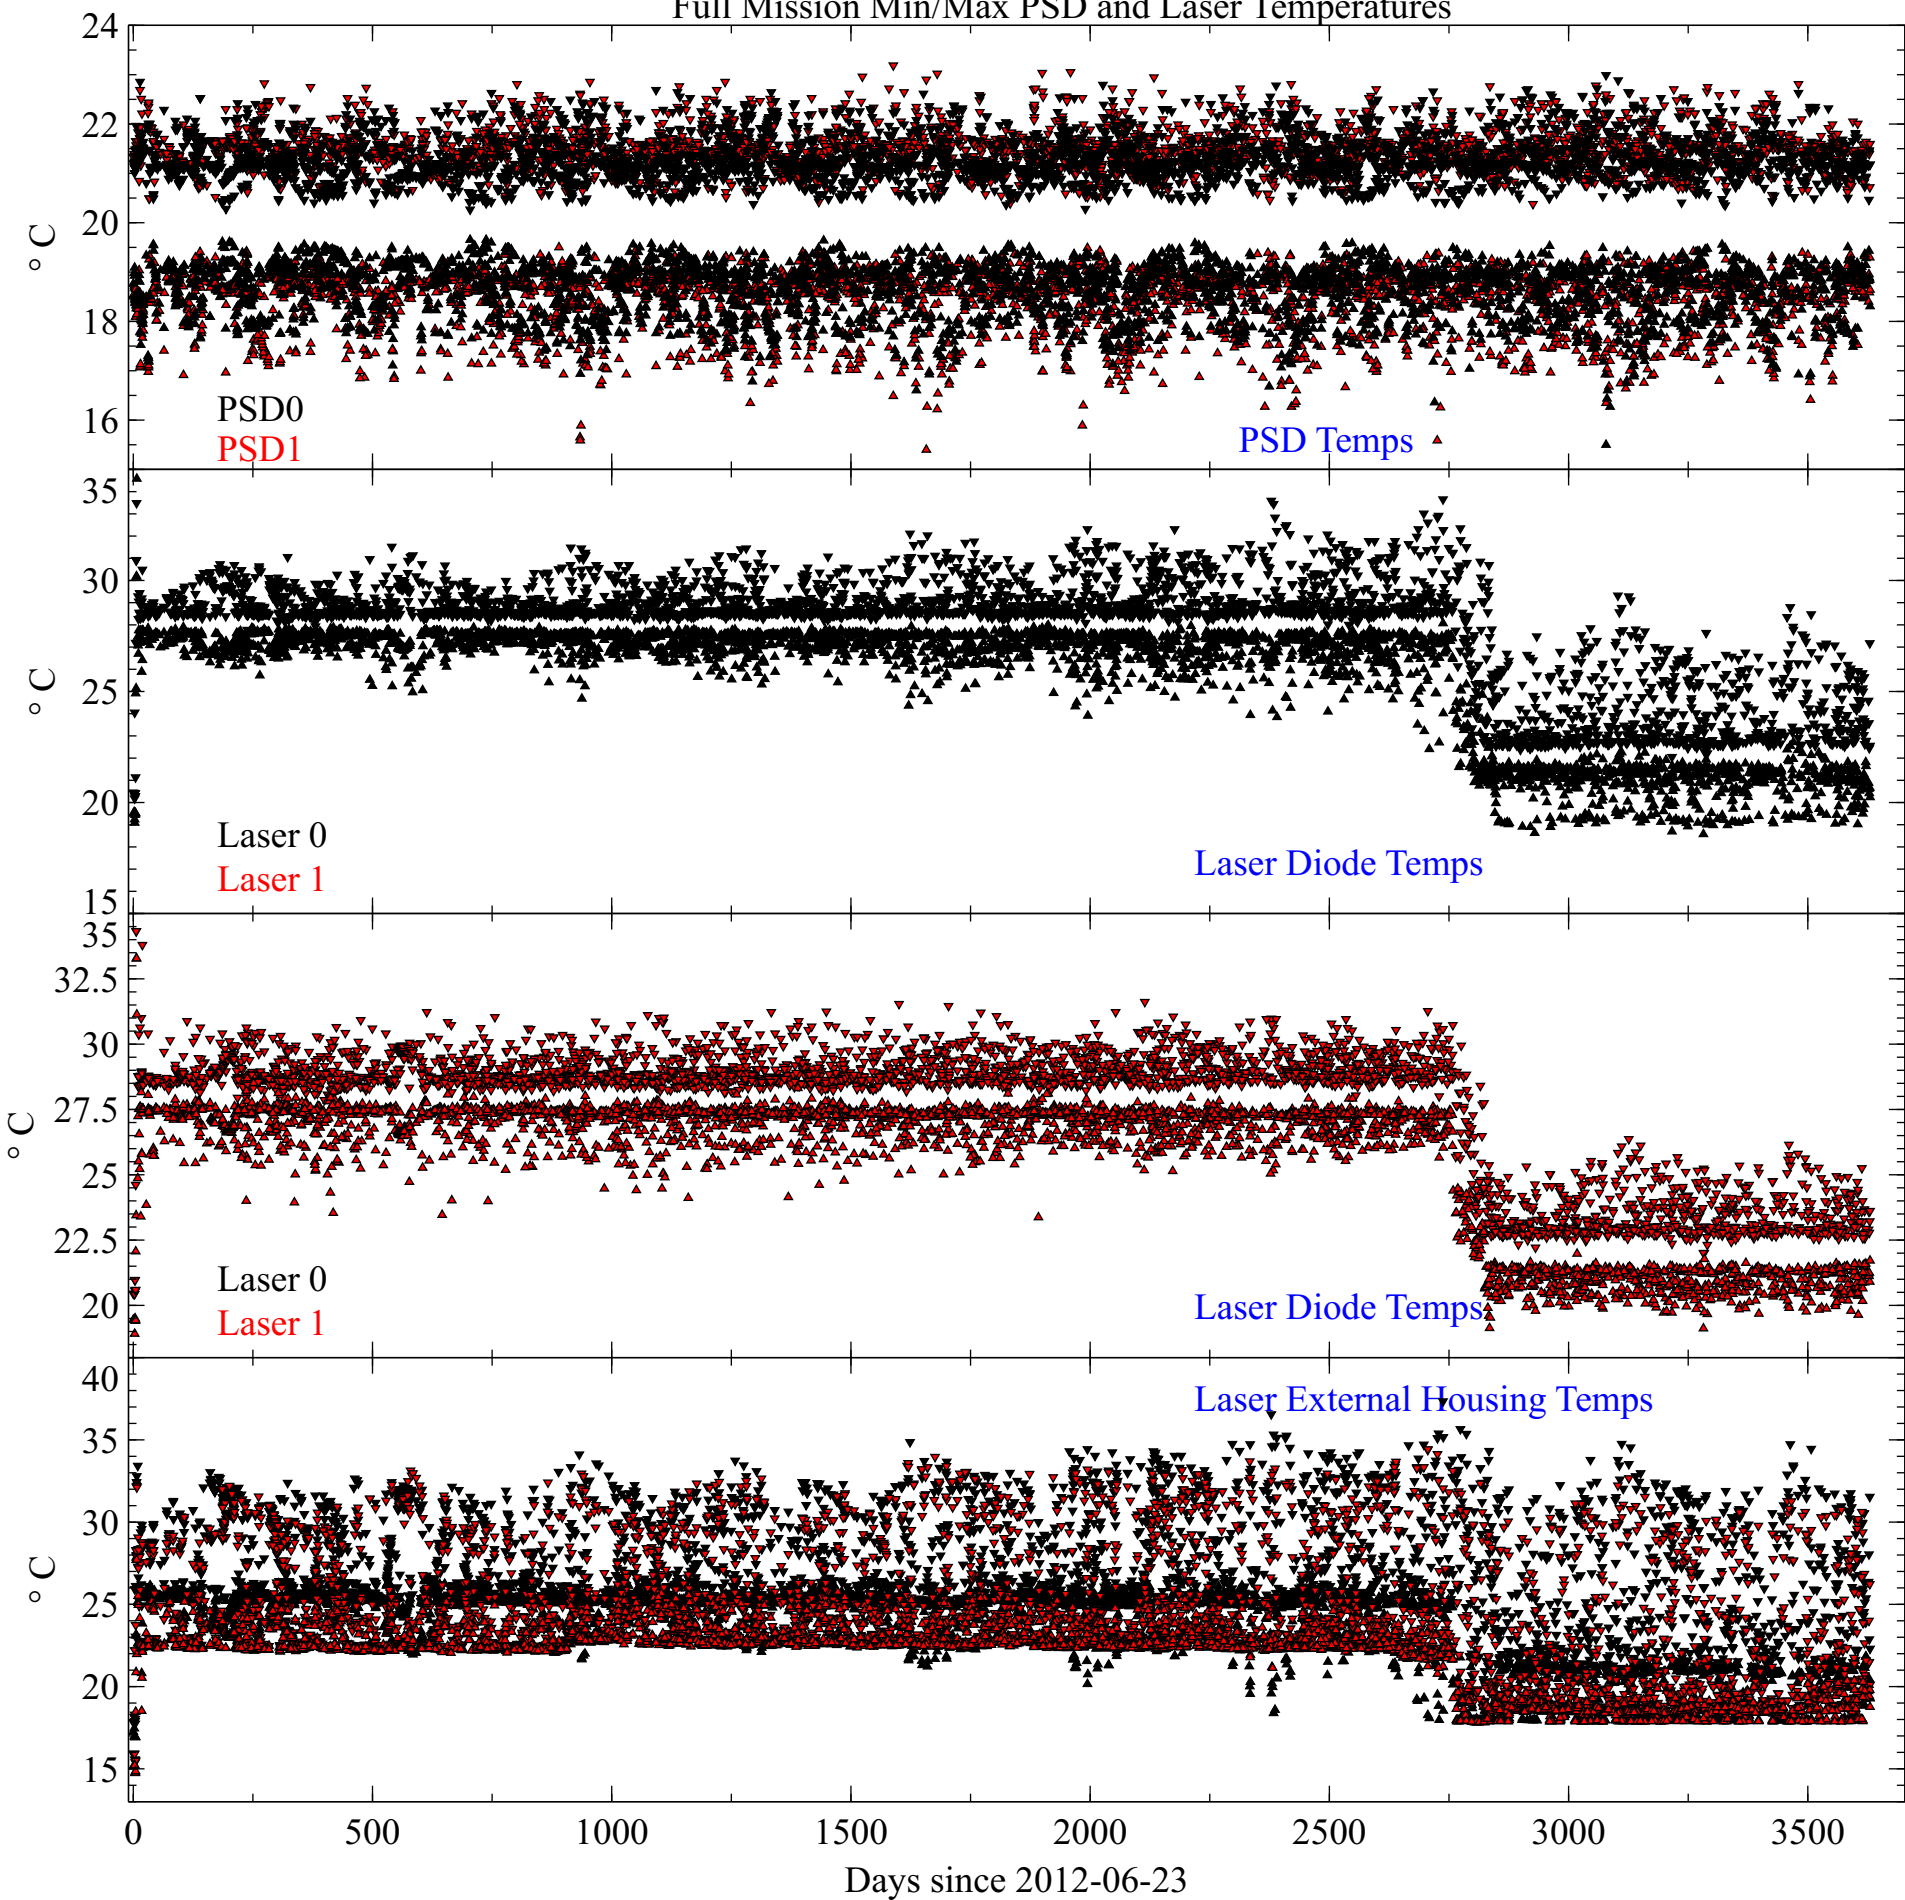 Full Mission Min/Max PSD and Laser Temperatures
24
22
20
18
16
° C
PSD0
PSD1
PSD Temps
35
30
25
20
15
° C
Laser 0
Laser 1
Laser Diode Temps
35
32.5
30
27.5
25
22.5
20
° C
Laser 0
Laser 1
Laser Diode Temps
40
35
30
25
20
15
° C
Laser External Housing Temps
0 500 1000 1500 2000 2500 3000 3500
Days since 2012-06-23